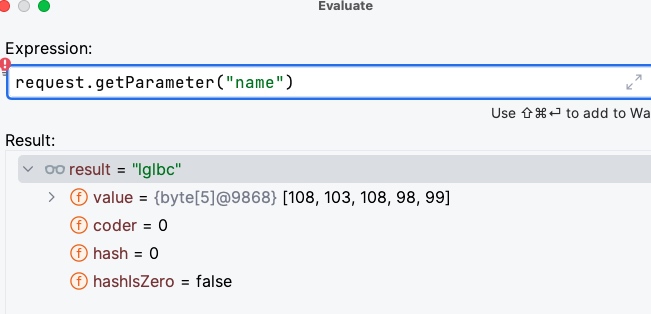 Evaluate
Expression:
request.getParameter("name")
Use ⇧⌘⏎ to add to Wa
Result:
result = "lglbc"
f value = {byte[5]@9868} [108, 103, 108, 98, 99]
f coder = 0
f hash = 0
f hashIsZero = false